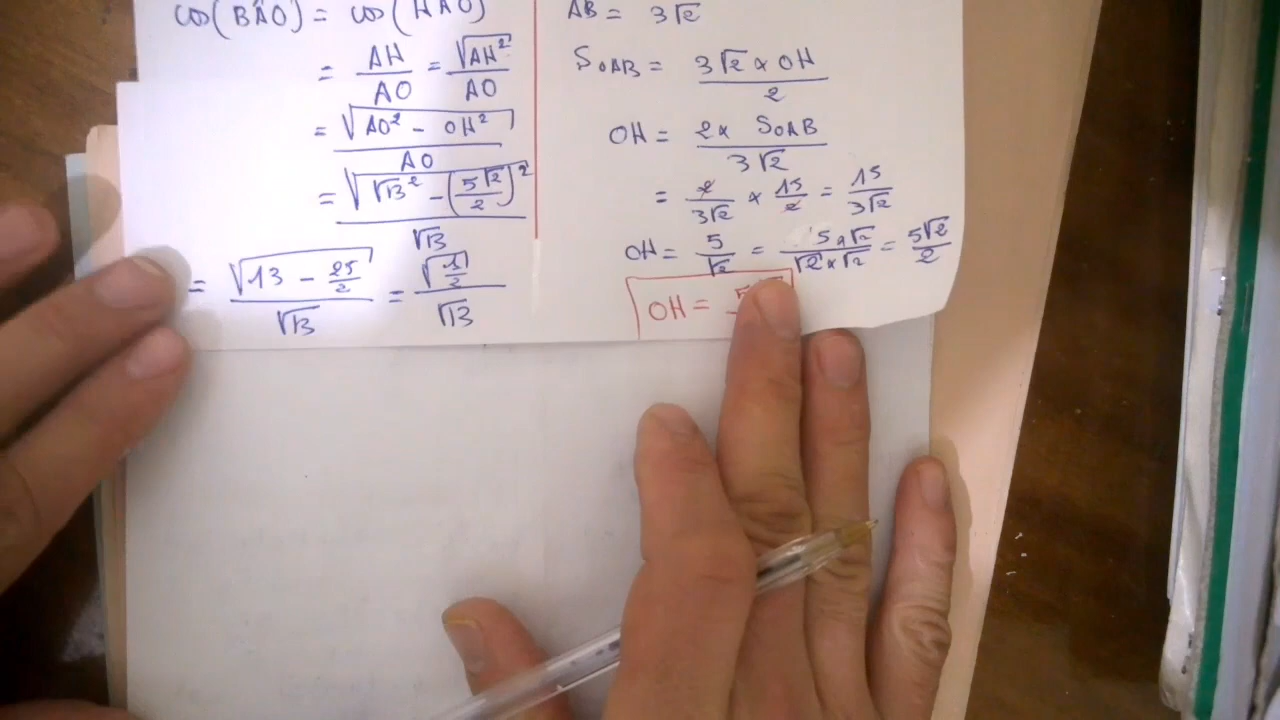 cos(BÂO) = cos(HÂO)
= AH/AO = √AH²/AO
= √(AO² - OH²)/AO
= √(√13² - (5√2/2)²)/√13
= √(13 - 25/2)/√13 = √(1/2)/√13
AB = 3√2
S_OAB = (3√2 × OH)/2
OH = (2 × S_OAB)/(3√2)
= 2/(3√2) × 15/2 = 15/(3√2)
OH = 5/√2 = (5 × √2)/(√2 × √2) = 5√2/2
OH =